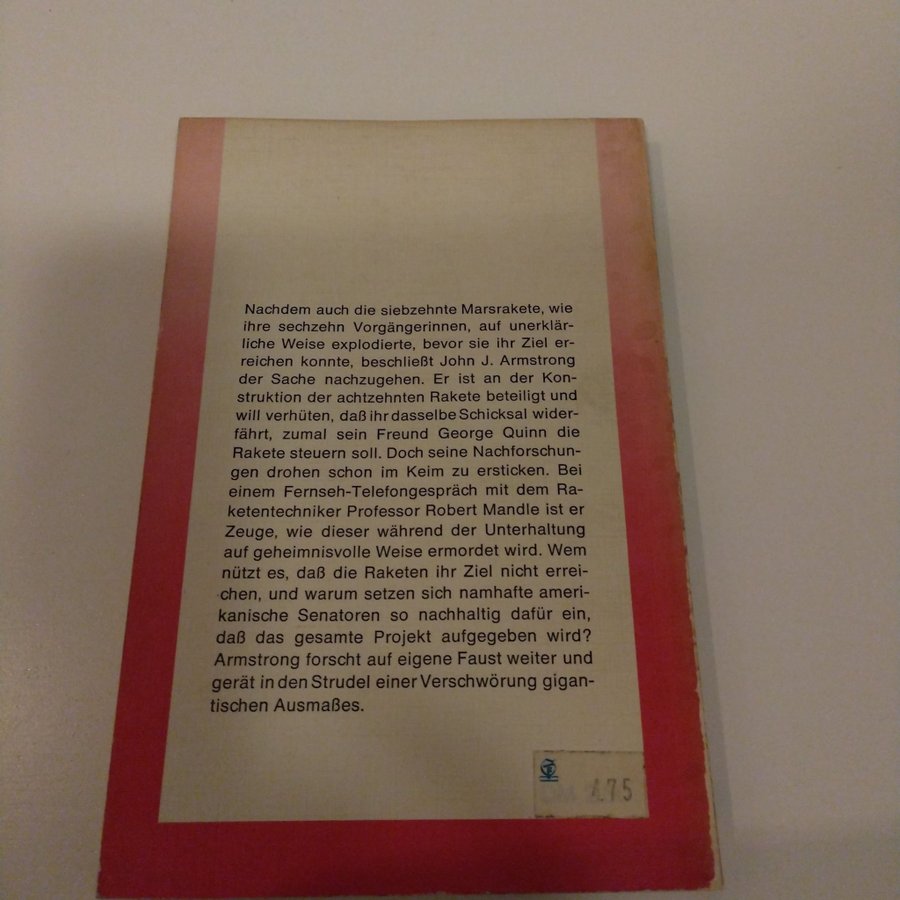 Nachdem auch die siebzehnte Marsrakete, wie
ihre sechzehn Vorgängerinnen, auf unerklär-
liche Weise explodierte, bevor sie ihr Ziel er-
reichen konnte, beschließt John J. Armstrong
der Sache nachzugehen. Er ist an der Kon-
struktion der achtzehnten Rakete beteiligt und
will verhüten, daß ihr dasselbe Schicksal wider-
fährt, zumal sein Freund George Quinn die
Rakete steuern soll. Doch seine Nachforschun-
gen drohen schon im Keim zu ersticken. Bei
einem Fernseh-Telefongespräch mit dem Ra-
ketentechniker Professor Robert Mandle ist er
Zeuge, wie dieser während der Unterhaltung
auf geheimnisvolle Weise ermordet wird. Wem
nützt es, daß die Raketen ihr Ziel nicht errei-
chen, und warum setzen sich namhafte ameri-
kanische Senatoren so nachhaltig dafür ein,
daß das gesamte Projekt aufgegeben wird?
Armstrong forscht auf eigene Faust weiter und
gerät in den Strudel einer Verschwörung gigan-
tischen Ausmaßes.
4.75